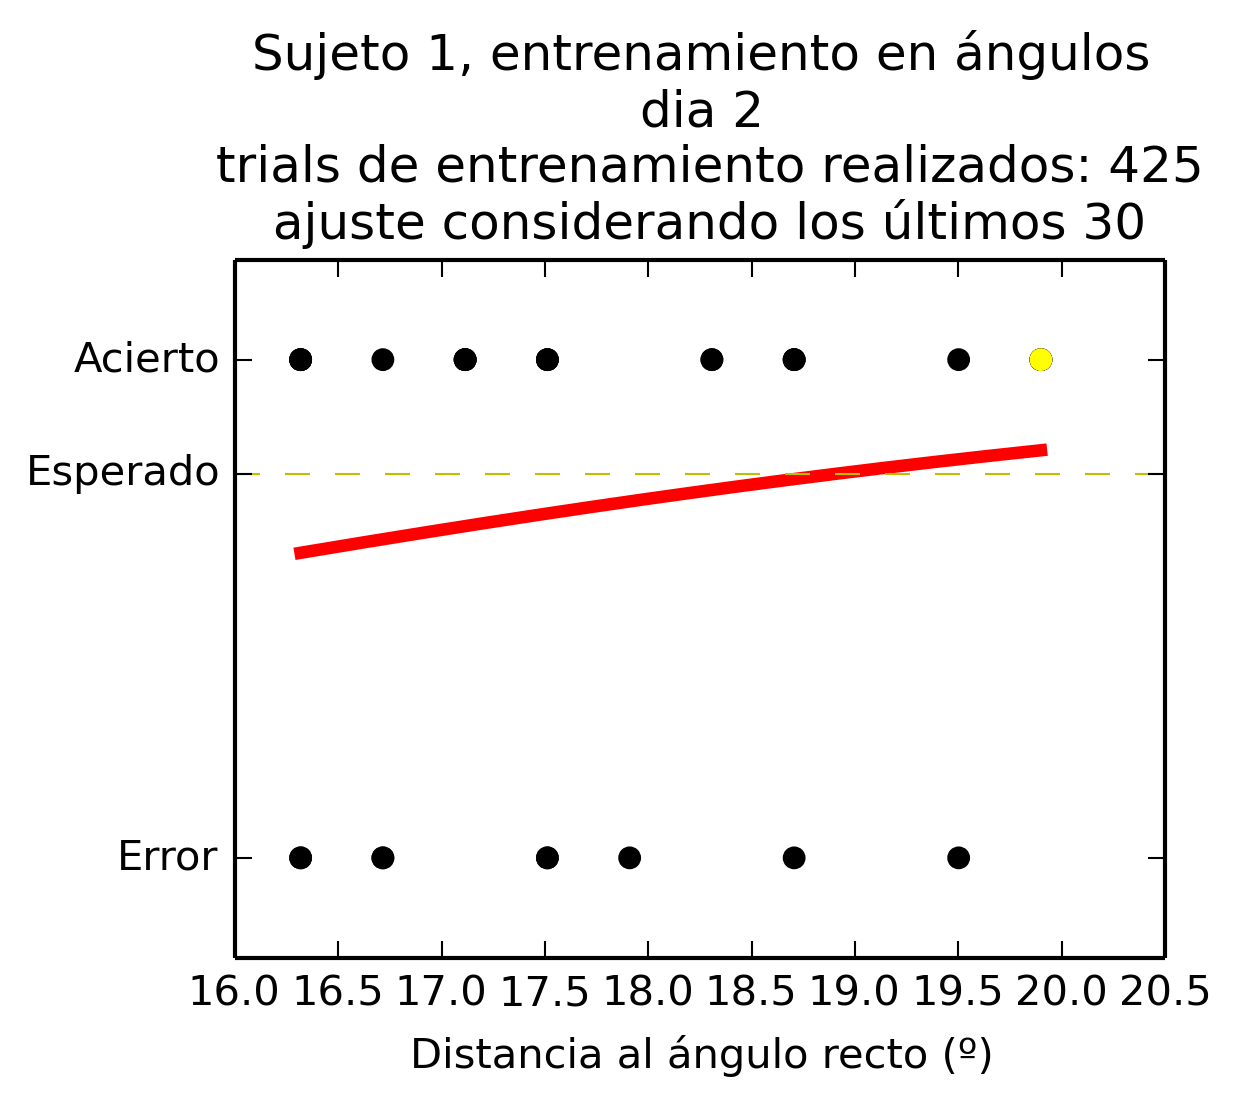 Sujeto 1, entrenamiento en ángulos
dia 2
trials de entrenamiento realizados: 425
ajuste considerando los últimos 30
Acierto
Esperado
Error
16.0 16.5 17.0 17.5 18.0 18.5 19.0 19.5 20.0 20.5
Distancia al ángulo recto (º)